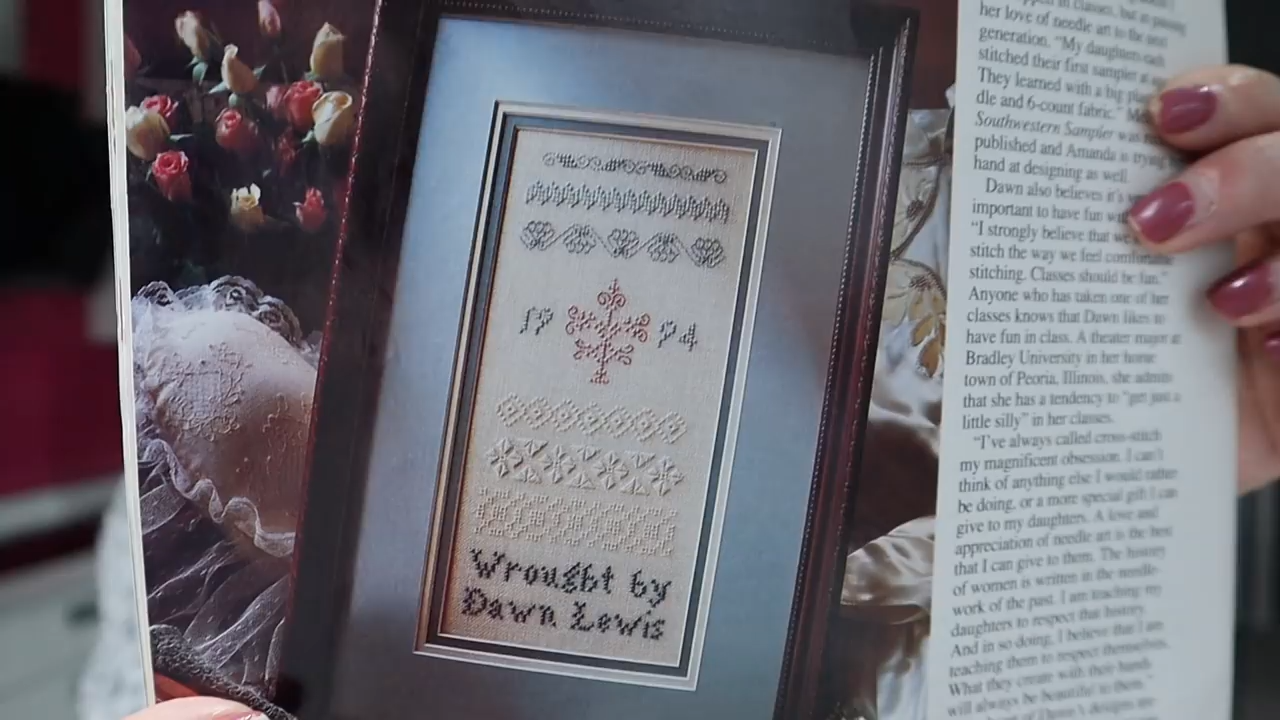 19 94
Wrought by
Dawn Lewis
her love of needle art to the next
generation. "My daughters each
stitched their first sampler at
They learned with a big
dle and 6-count fabric."
Southwestern Sampler was
published and Amanda is trying
hand at designing as well.
Dawn also believes it's
important to have fun
"I strongly believe that we
stitch the way we feel comfortable
stitching. Classes should be fun."
Anyone who has taken one of her
classes knows that Dawn likes to
have fun in class. A theater major at
Bradley University in her home
town of Peoria, Illinois, she admits
that she has a tendency to "get just a
little silly" in her classes.
"I've always called cross-stitch
my magnificent obsession. I can't
think of anything else I would rather
be doing, or a more special gift I can
give to my daughters. A love and
appreciation of needle art is the best
that I can give to them. The history
of women is written in the needle-
work of the past. I am teaching my
daughters to respect that history.
And in so doing, I believe that I am
teaching them to respect themselves.
What they create with their hands
will always be beautiful to them."